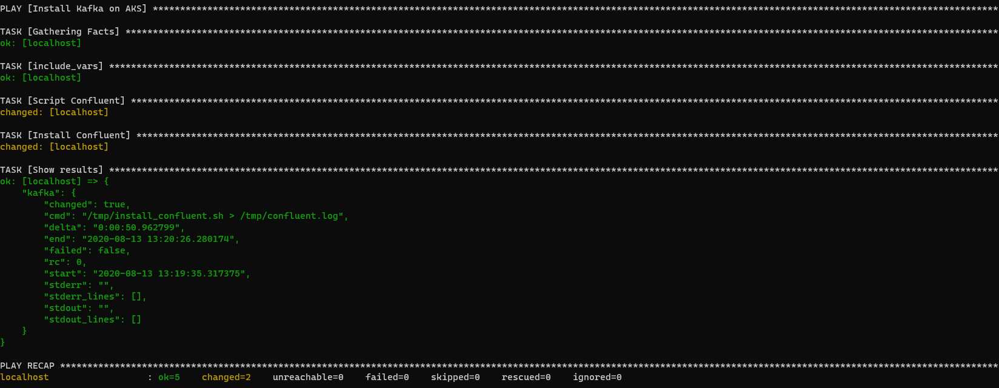 PLAY [Install Kafka on AKS] ***********************************************************************************************************************************************************
TASK [Gathering Facts] ****************************************************************************************************************************************************************
ok: [localhost]
TASK [include_vars] *******************************************************************************************************************************************************************
ok: [localhost]
TASK [Script Confluent] ***************************************************************************************************************************************************************
changed: [localhost]
TASK [Install Confluent] **************************************************************************************************************************************************************
changed: [localhost]
TASK [Show results] *******************************************************************************************************************************************************************
ok: [localhost] => {
    "kafka": {
        "changed": true,
        "cmd": "/tmp/install_confluent.sh > /tmp/confluent.log",
        "delta": "0:00:50.962799",
        "end": "2020-08-13 13:20:26.280174",
        "failed": false,
        "rc": 0,
        "start": "2020-08-13 13:19:35.317375",
        "stderr": "",
        "stderr_lines": [],
        "stdout": "",
        "stdout_lines": []
    }
}
PLAY RECAP ****************************************************************************************************************************************************************************
localhost                  : ok=5    changed=2    unreachable=0    failed=0    skipped=0    rescued=0    ignored=0